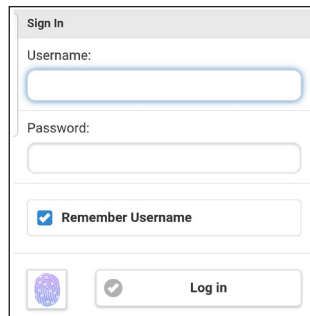 Sign In
Username:
Password:
Remember Username
Log in